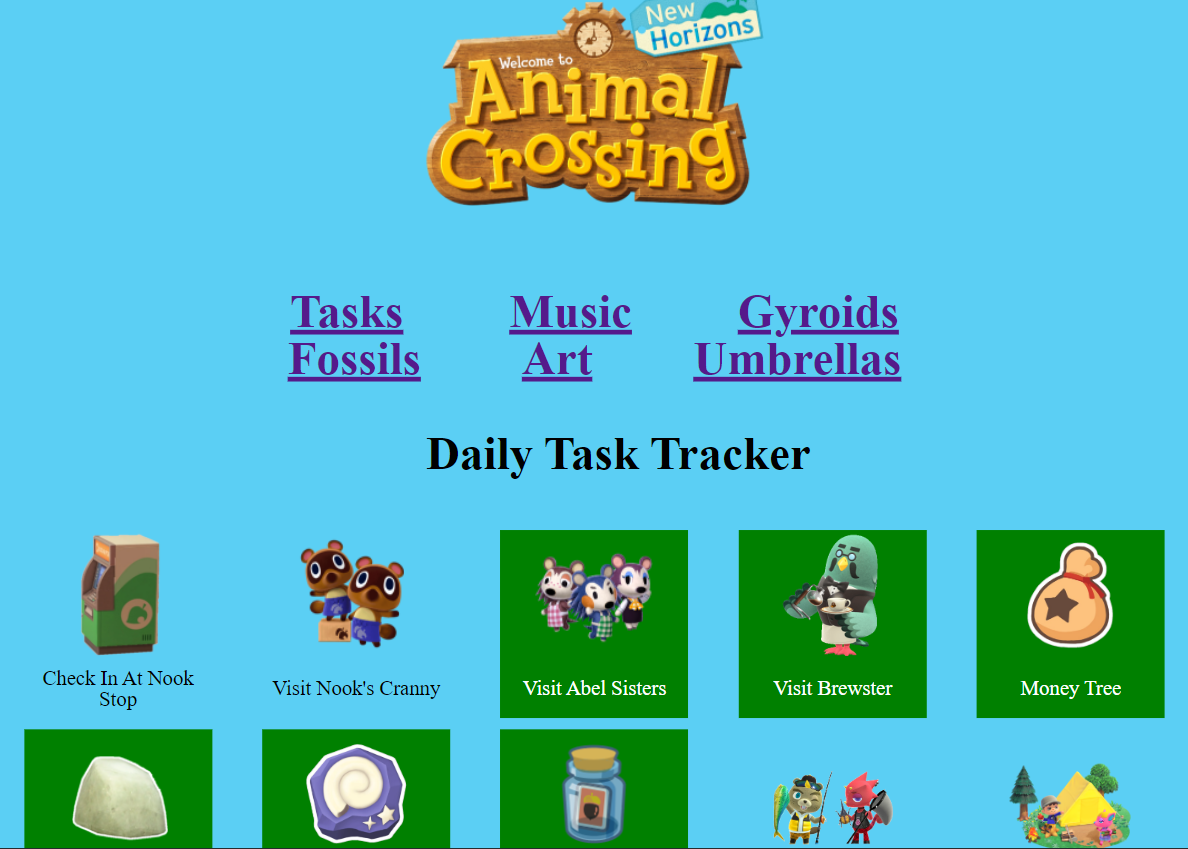 New
Horizons
Welcome to
Animal
Crossing
Tasks Music Gyroids
Fossils Art Umbrellas
Daily Task Tracker
Check In At Nook
Stop
Visit Nook's Cranny
Visit Abel Sisters
Visit Brewster
Money Tree